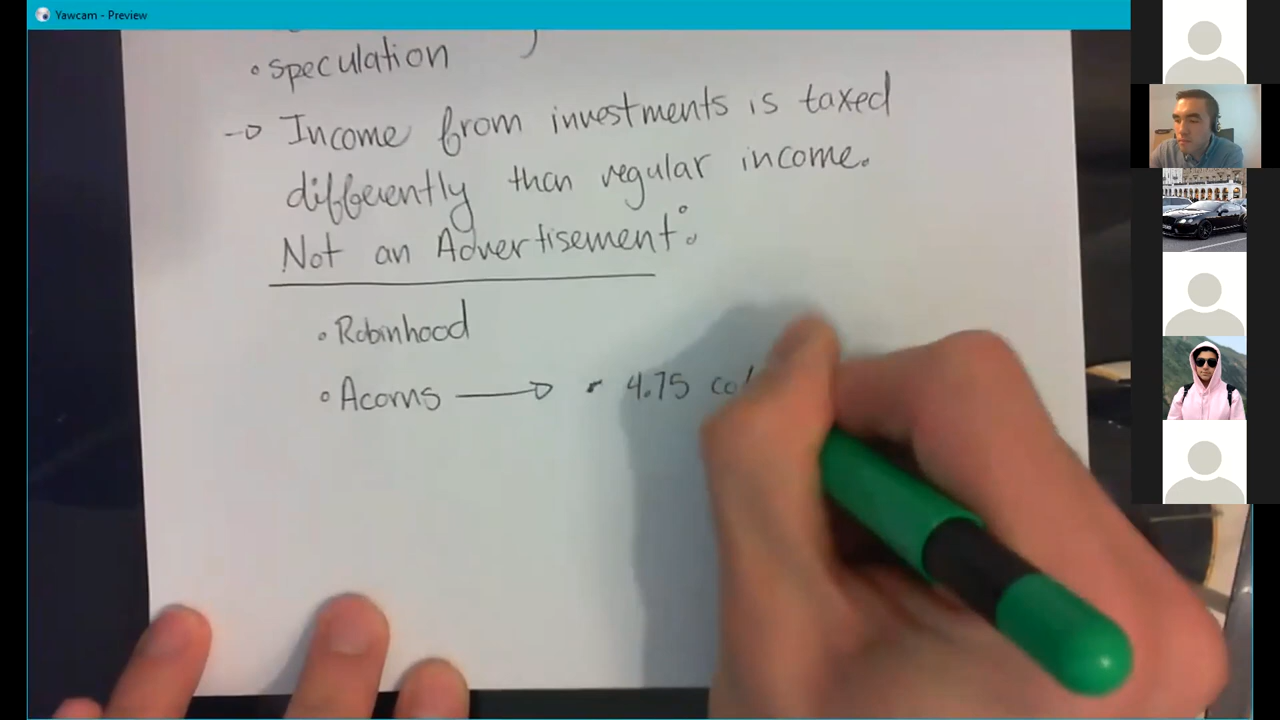 Yawcam - Preview
• speculation
→ Income from investments is taxed
differently than regular income.
Not an Advertisement:
• Robinhood
• Acorns → 4.75